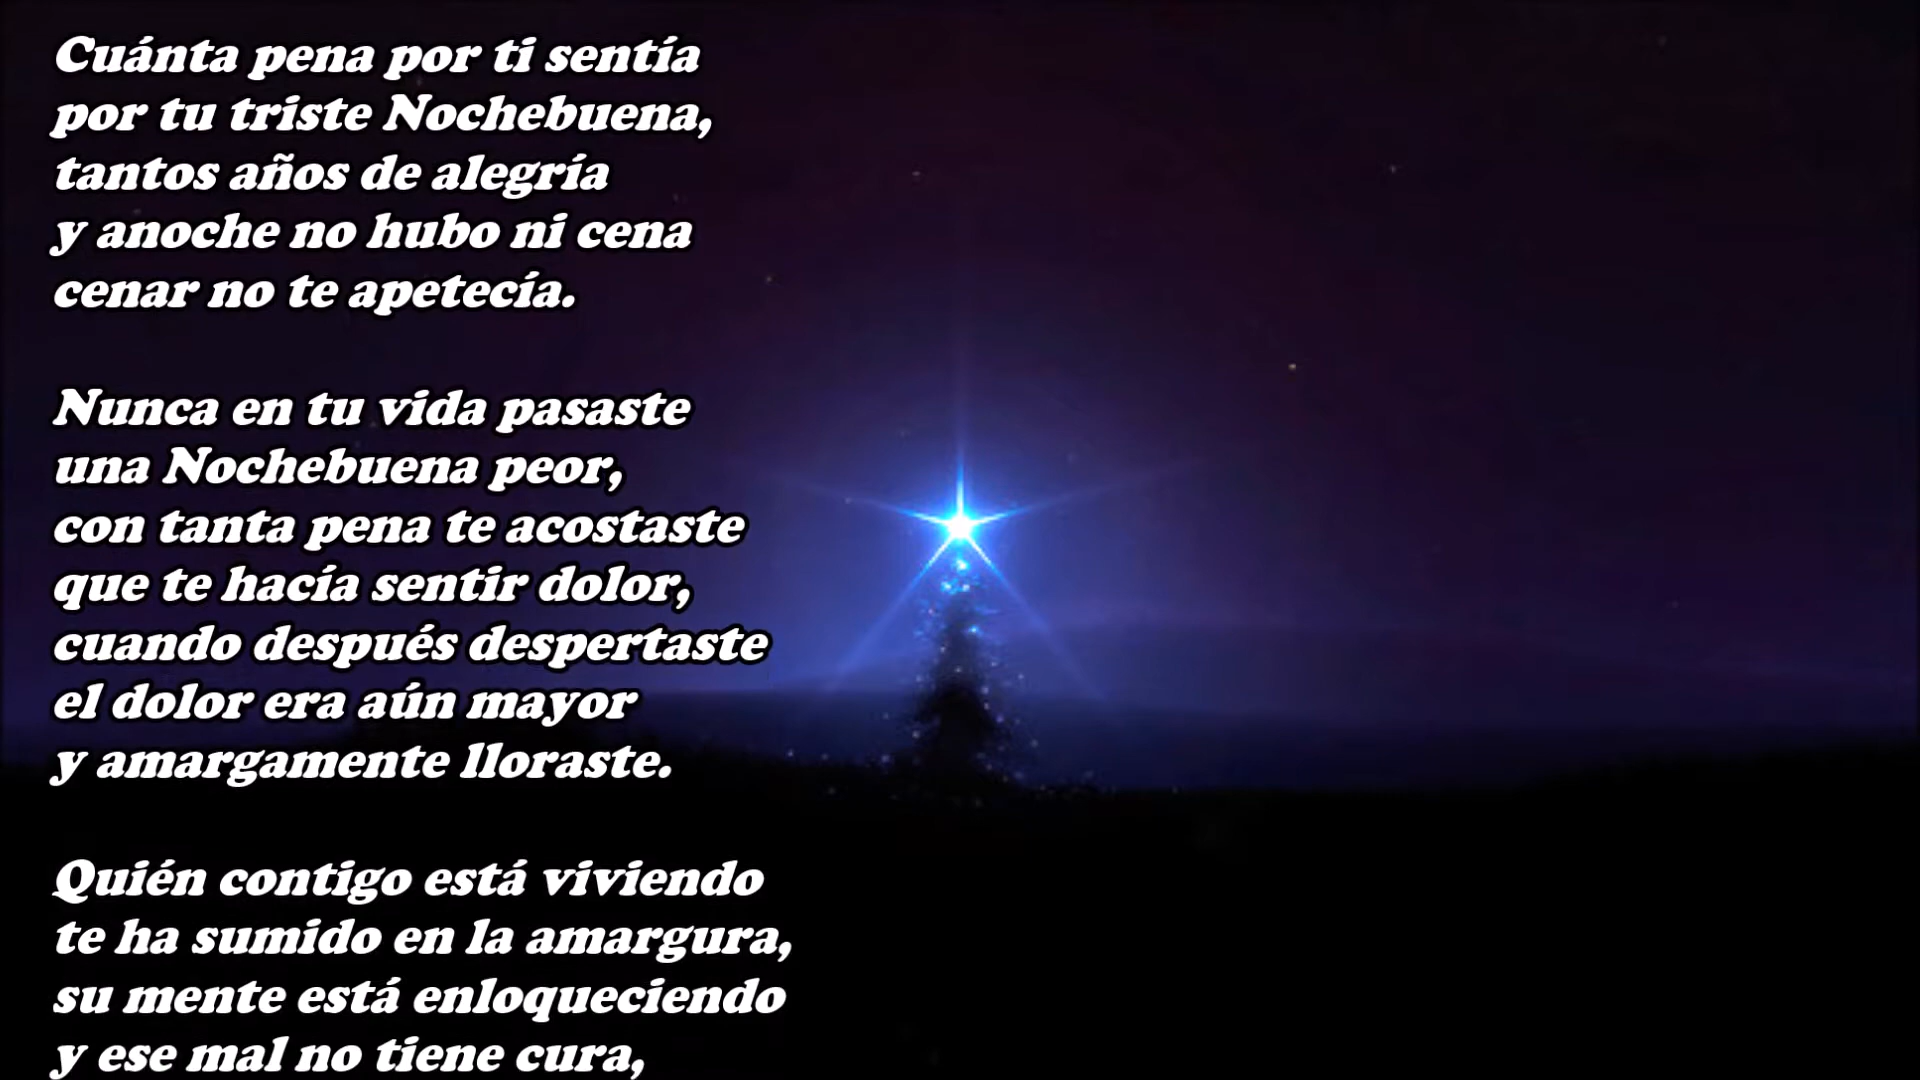 Cuánta pena por ti sentía
por tu triste Nochebuena,
tantos años de alegría
y anoche no hubo ni cena
cenar no te apetecía.
Nunca en tu vida pasaste
una Nochebuena peor,
con tanta pena te acostaste
que te hacía sentir dolor,
cuando después despertaste
el dolor era aún mayor
y amargamente lloraste.
Quién contigo está viviendo
te ha sumido en la amargura,
su mente está enloqueciendo
y ese mal no tiene cura,